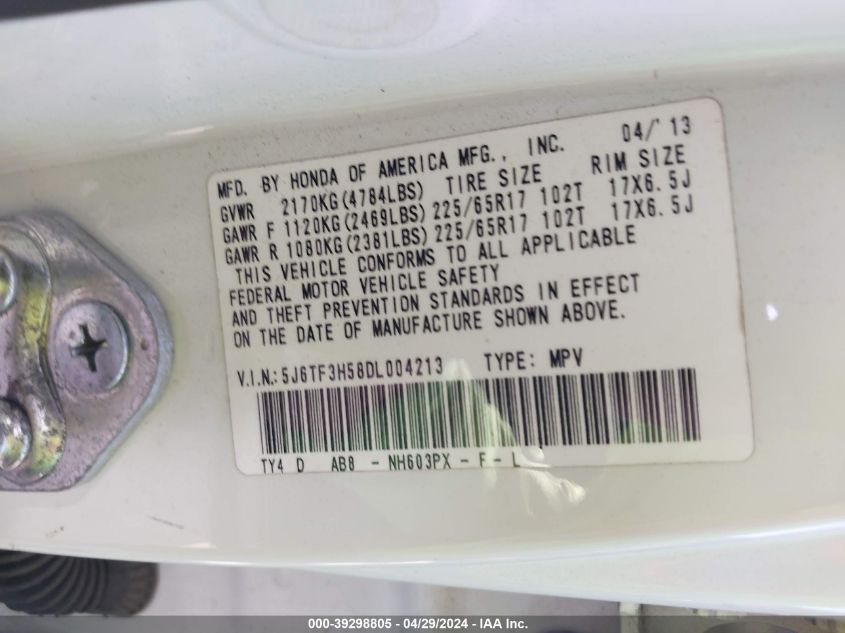 MFD. BY HONDA OF AMERICA MFG., INC. 04/'13
GVWR 2170KG(4784LBS) TIRE SIZE RIM SIZE
GAWR F 1120KG(2469LBS) 225/65R17 102T 17X6.5J
GAWR R 1080KG(2381LBS) 225/65R17 102T 17X6.5J
THIS VEHICLE CONFORMS TO ALL APPLICABLE
FEDERAL MOTOR VEHICLE SAFETY
AND THEFT PREVENTION STANDARDS IN EFFECT
ON THE DATE OF MANUFACTURE SHOWN ABOVE.
V.I.N.: 5J6TF3H58DL004213 TYPE: MPV
TY4 D AB8 - NH603PX - F - L
000-39298805 - 04/29/2024 - IAA Inc.